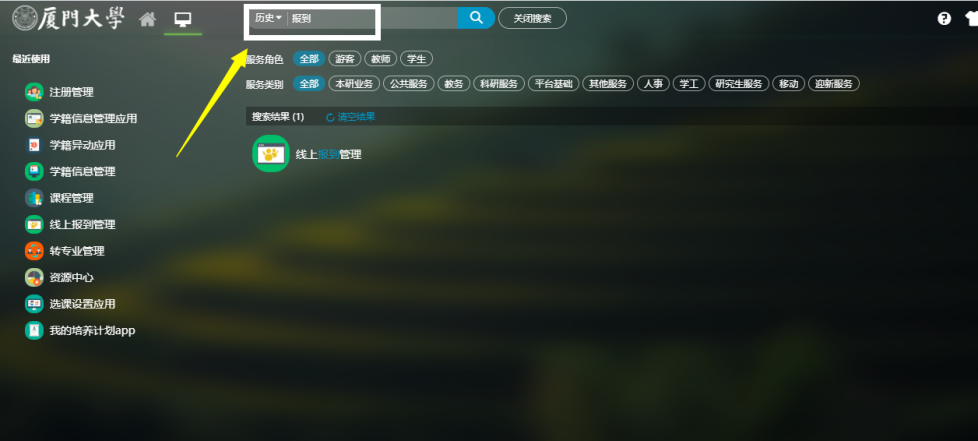 厦門大學
历史 报到 关闭搜索
最近使用
注册管理
学籍信息管理应用
学籍异动应用
学籍信息管理
课程管理
线上报到管理
转专业管理
资源中心
选课设置应用
我的培养计划app
服务角色 全部 游客 教师 学生
服务类别 全部 本研业务 公共服务 教务 科研服务 平台基础 其他服务 人事 学工 研究生服务 移动 迎新服务
搜索结果 (1) 清空结果
线上报到管理